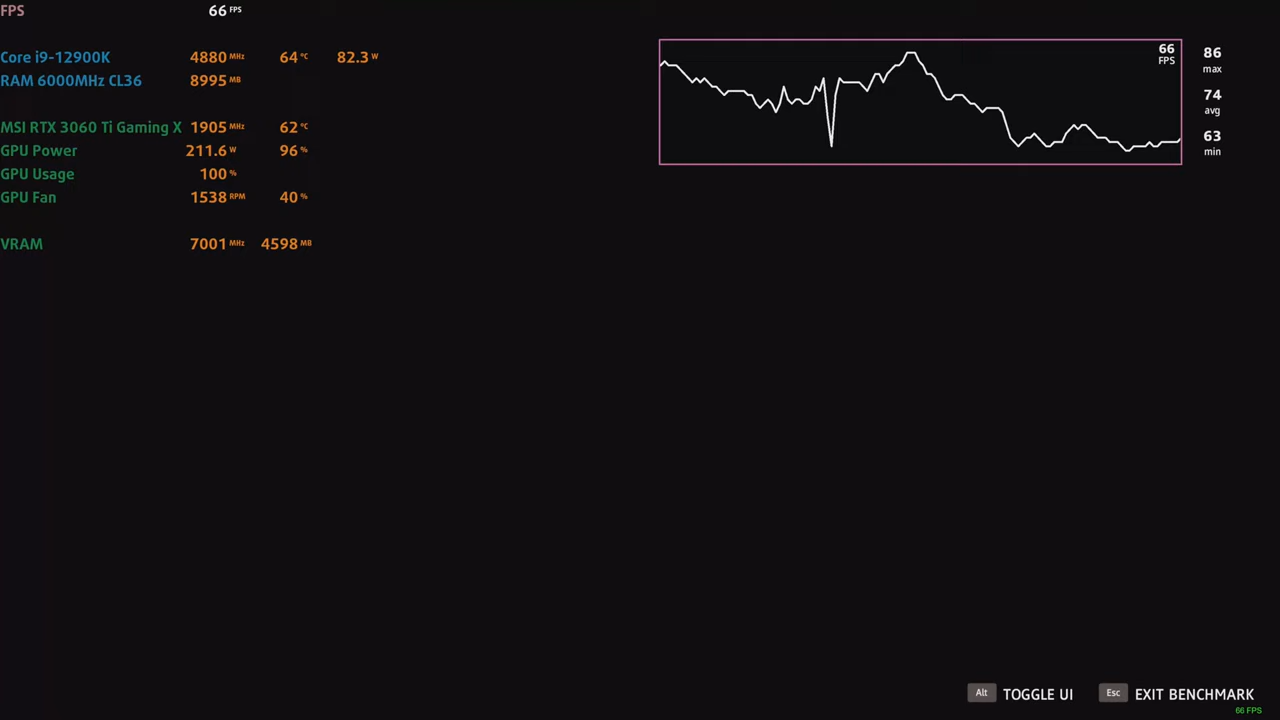 FPS 66 FPS
Core i9-12900K 4880 MHz 64 °C 82.3 W
RAM 6000MHz CL36 8995 MB
MSI RTX 3060 Ti Gaming X 1905 MHz 62 °C
GPU Power 211.6 W 96 %
GPU Usage 100 %
GPU Fan 1538 RPM 40 %
VRAM 7001 MHz 4598 MB
66
FPS
86
max
74
avg
63
min
Alt TOGGLE UI Esc EXIT BENCHMARK
66 FPS